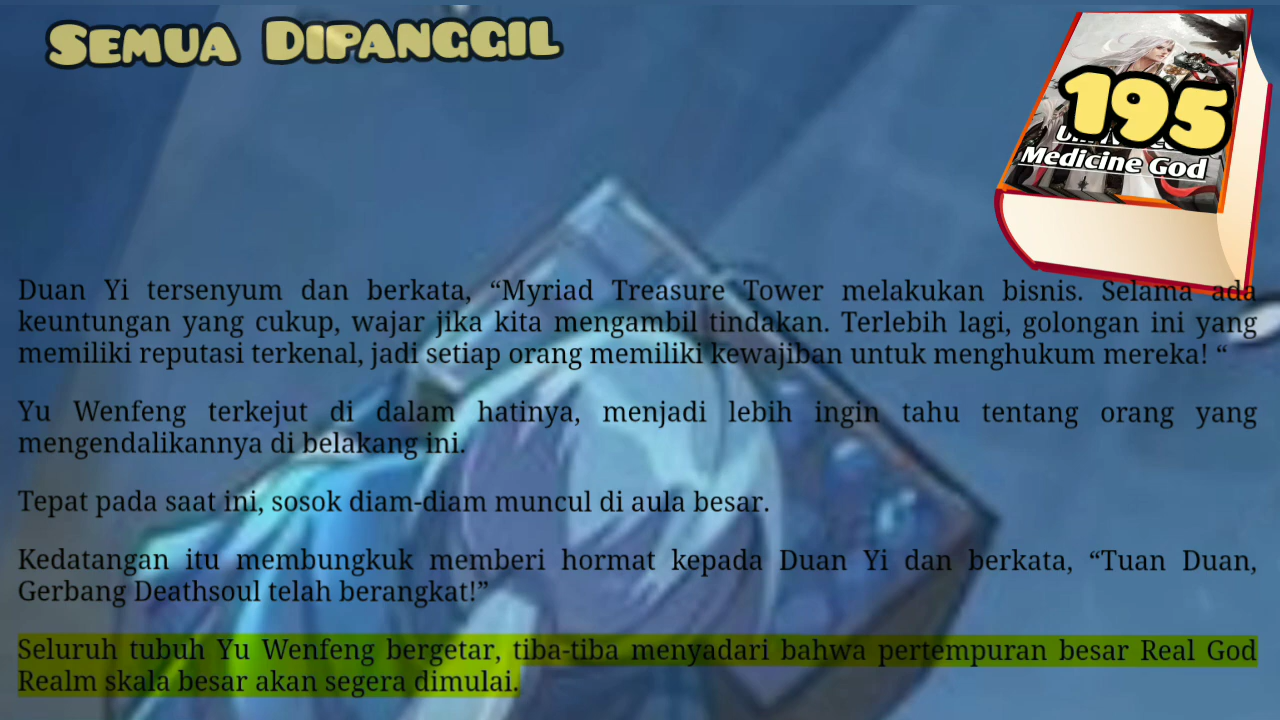 Semua Dipanggil
195
Medicine God
Duan Yi tersenyum dan berkata, “Myriad Treasure Tower melakukan bisnis. Selama ada
keuntungan yang cukup, wajar jika kita mengambil tindakan. Terlebih lagi, golongan ini yang
memiliki reputasi terkenal, jadi setiap orang memiliki kewajiban untuk menghukum mereka! “
Yu Wenfeng terkejut di dalam hatinya, menjadi lebih ingin tahu tentang orang yang
mengendalikannya di belakang ini.
Tepat pada saat ini, sosok diam-diam muncul di aula besar.
Kedatangan itu membungkuk memberi hormat kepada Duan Yi dan berkata, “Tuan Duan,
Gerbang Deathsoul telah berangkat!”
Seluruh tubuh Yu Wenfeng bergetar, tiba-tiba menyadari bahwa pertempuran besar Real God
Realm skala besar akan segera dimulai.